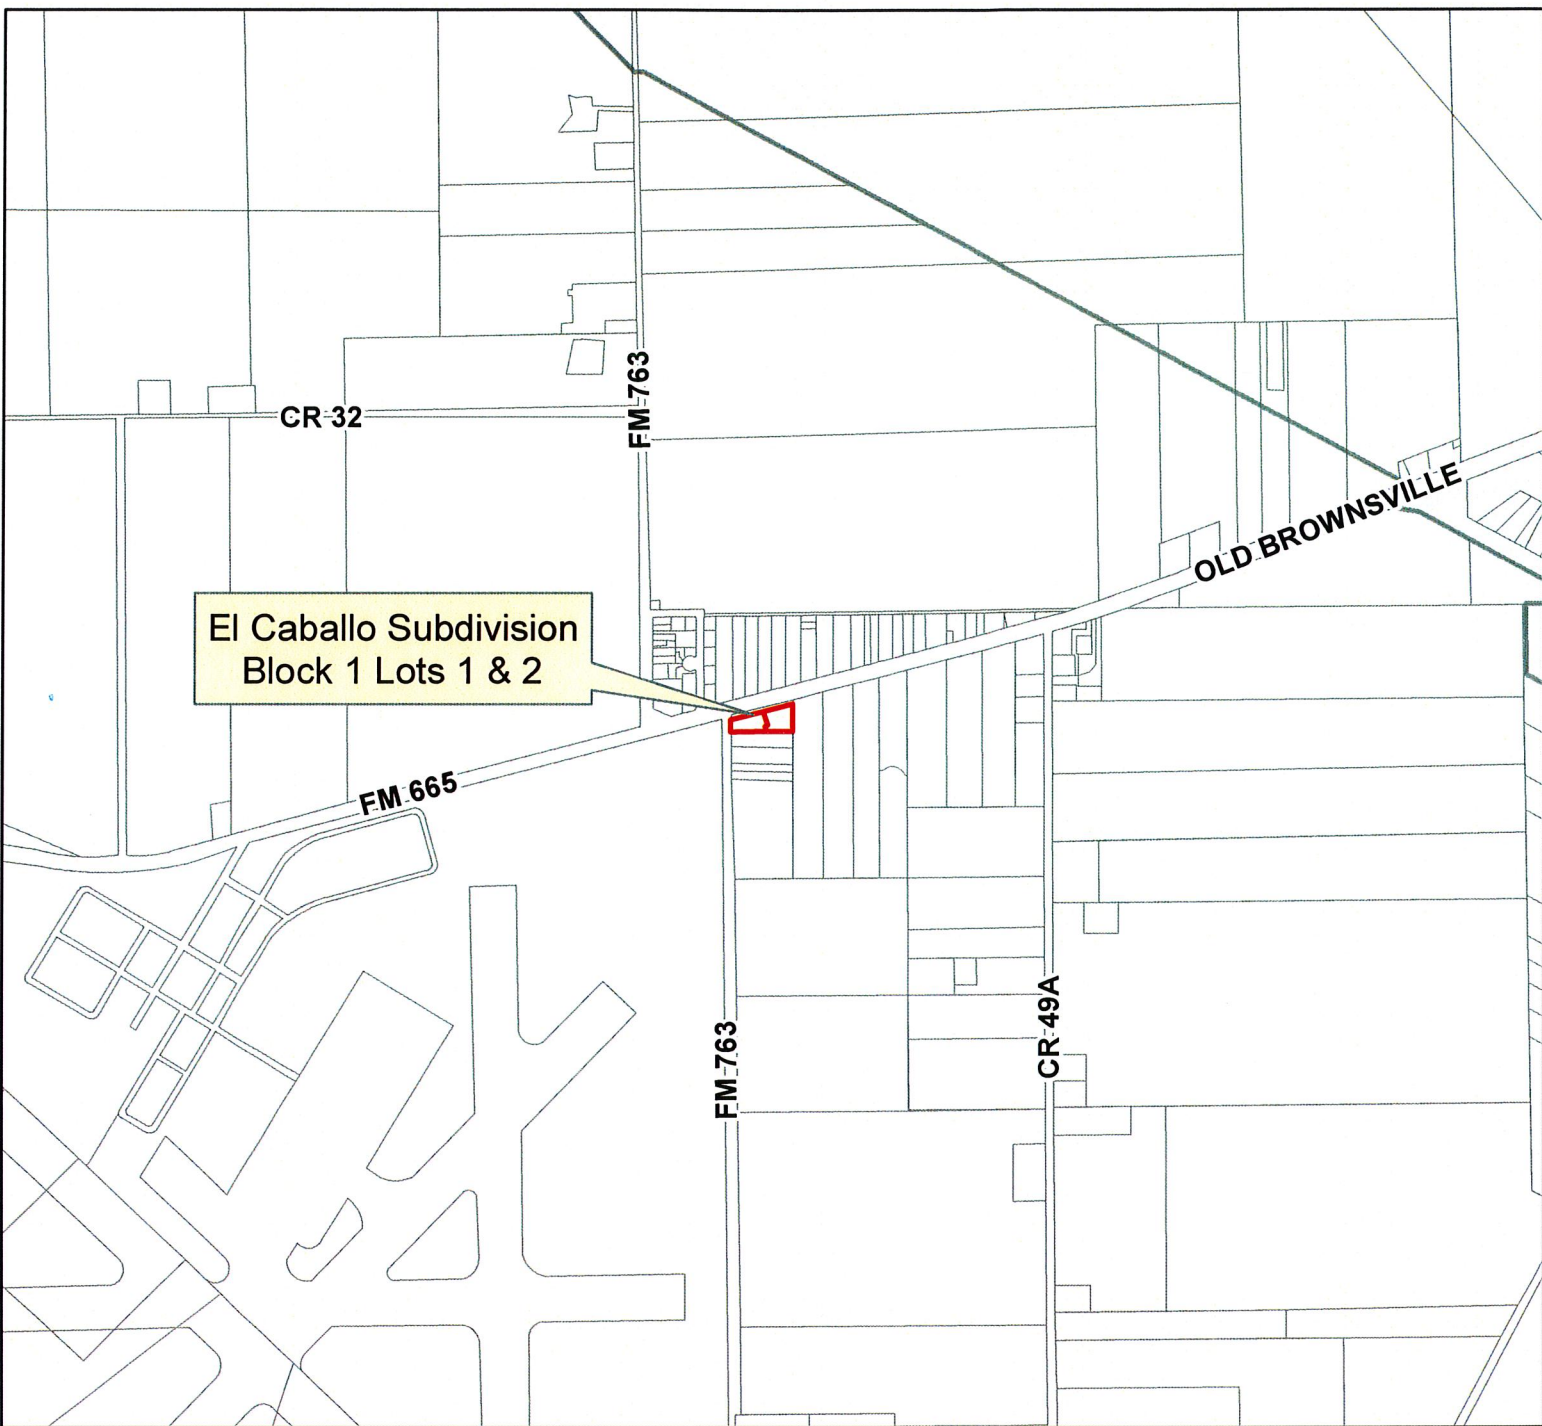 FM 763
CR 32
OLD BROWNSVILLE
El Caballo Subdivision
Block 1 Lots 1 & 2
FM 665
CR 49A
FM 763